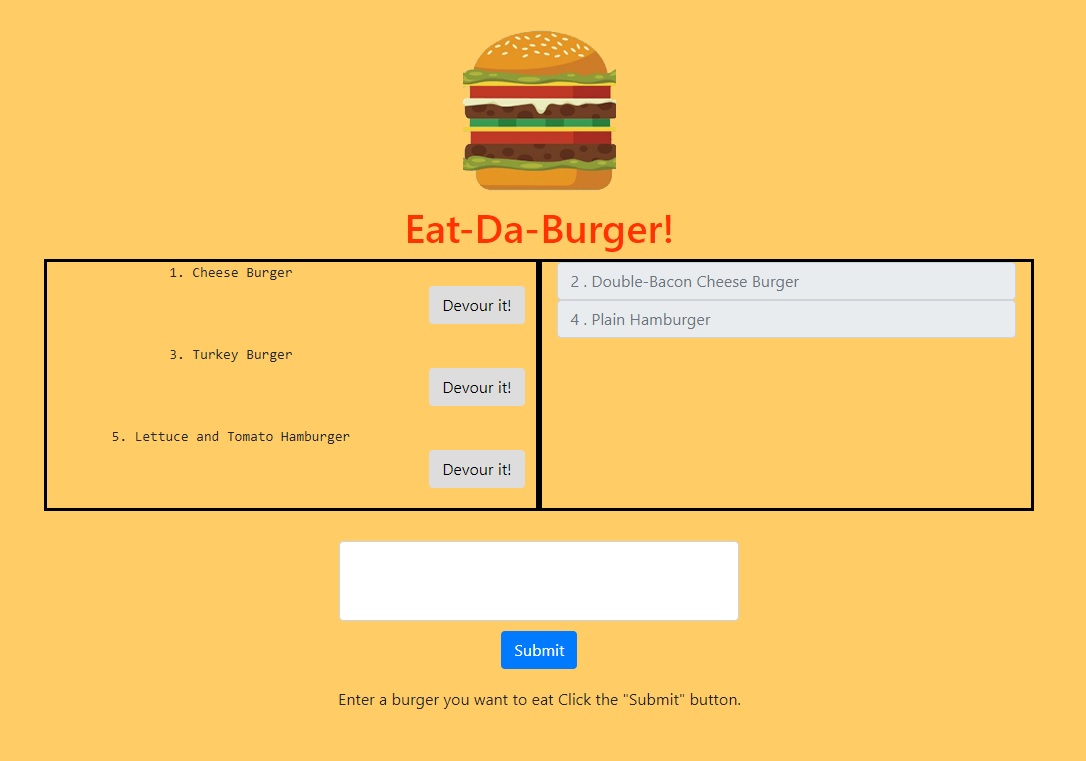 Eat-Da-Burger!
1. Cheese Burger
Devour it!
3. Turkey Burger
Devour it!
5. Lettuce and Tomato Hamburger
Devour it!
2 . Double-Bacon Cheese Burger
4 . Plain Hamburger
Submit
Enter a burger you want to eat Click the "Submit" button.